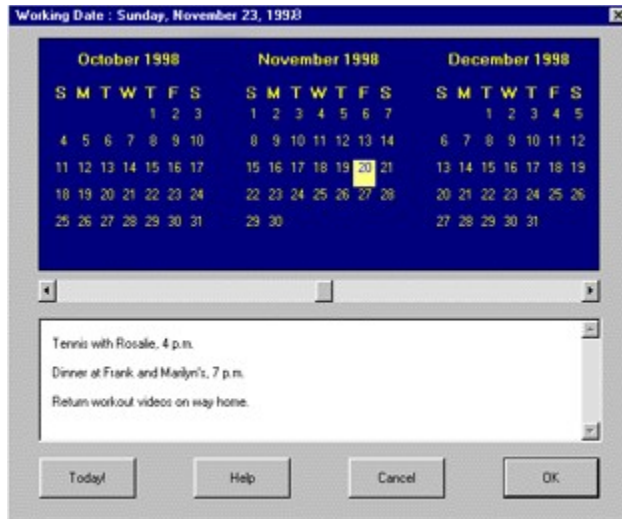 Working Date : Sunday, November 23, 1998
October 1998 November 1998 December 1998
S M T W T F S S M T W T F S S M T W T F S
1 2 3 1 2 3 4 5 6 7 1 2 3 4 5
4 5 6 7 8 9 10 8 9 10 11 12 13 14 6 7 8 9 10 11 12
11 12 13 14 15 16 17 15 16 17 18 19 20 21 13 14 15 16 17 18 19
18 19 20 21 22 23 24 22 23 24 25 26 27 28 20 21 22 23 24 25 26
25 26 27 28 29 30 31 29 30 27 28 29 30 31
Tennis with Rosalie, 4 p.m.
Dinner at Frank and Marilyn's, 7 p.m.
Return workout videos on way home.
Today! Help Cancel OK